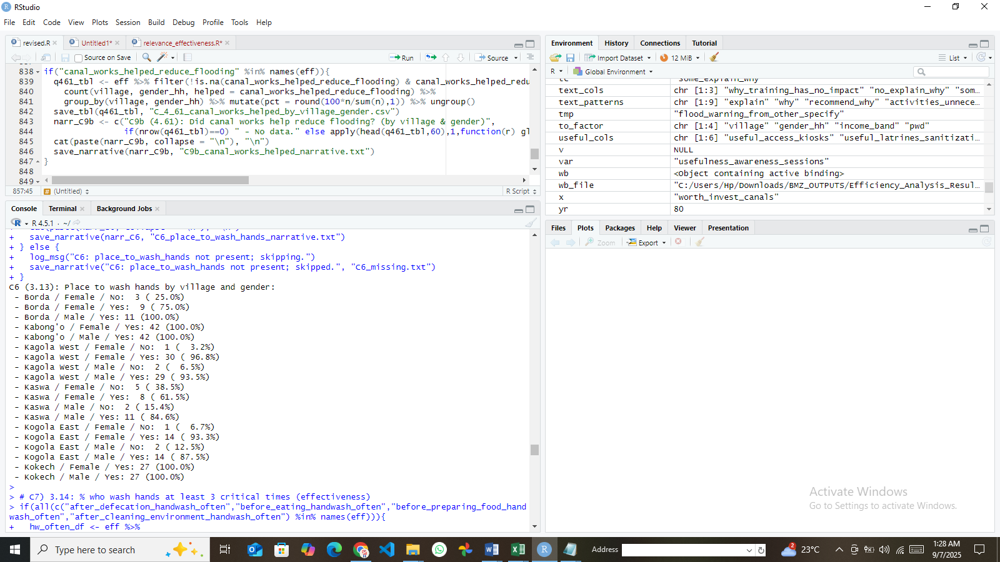 RStudio
File Edit Code View Plots Session Build Debug Profile Tools Help
revised.R Untitled1* relevance_effectiveness.R*
Source on Save Run Source
838 if("canal_works_helped_reduce_flooding" %in% names(eff)){
839 q461_tbl <- eff %>% filter(!is.na(canal_works_helped_reduce_flooding) & canal_works_helped_redu
840 count(village, gender_hh, helped = canal_works_helped_reduce_flooding) %>%
841 group_by(village, gender_hh) %>% mutate(pct = round(100*n/sum(n),1)) %>% ungroup()
842 save_tbl(q461_tbl, "C_4_61_canal_works_helped_by_village_gender.csv")
843 narr_C9b <- c("C9b (4.61): Did canal works help reduce flooding? (by village & gender)",
844 if(nrow(q461_tbl)==0) " - No data." else apply(head(q461_tbl,60),1,function(r) gl
845 cat(paste(narr_C9b, collapse = "\n"), "\n")
846 save_narrative(narr_C9b, "C9b_canal_works_helped_narrative.txt")
847 }
848
849
857:45 (Untitled) R Script
Console Terminal Background Jobs
R 4.5.1 · ~/
+ save_narrative(narr_C6, "C6_place_to_wash_hands_narrative.txt")
+ } else {
+ log_msg("C6: place_to_wash_hands not present; skipping.")
+ save_narrative("C6: place_to_wash_hands not present; skipped.", "C6_missing.txt")
+ }
C6 (3.13): Place to wash hands by village and gender:
- Borda / Female / No: 3 ( 25.0%)
- Borda / Female / Yes: 9 ( 75.0%)
- Borda / Male / Yes: 11 (100.0%)
- Kabong'o / Female / Yes: 42 (100.0%)
- Kabong'o / Male / Yes: 42 (100.0%)
- Kagola West / Female / No: 1 ( 3.2%)
- Kagola West / Female / Yes: 30 ( 96.8%)
- Kagola West / Male / No: 2 ( 6.5%)
- Kagola West / Male / Yes: 29 ( 93.5%)
- Kaswa / Female / No: 5 ( 38.5%)
- Kaswa / Female / Yes: 8 ( 61.5%)
- Kaswa / Male / No: 2 ( 15.4%)
- Kaswa / Male / Yes: 11 ( 84.6%)
- Kogola East / Female / No: 1 ( 6.7%)
- Kogola East / Female / Yes: 14 ( 93.3%)
- Kogola East / Male / No: 2 ( 12.5%)
- Kogola East / Male / Yes: 14 ( 87.5%)
- Kokech / Female / Yes: 27 (100.0%)
- Kokech / Male / Yes: 27 (100.0%)
>
> # C7) 3.14: % who wash hands at least 3 critical times (effectiveness)
> if(all(c("after_defecation_handwash_often","before_eating_handwash_often","before_preparing_food_hand
wash_often","after_cleaning_environment_handwash_often") %in% names(eff))){
+ hw_often_df <- eff %>%
Environment History Connections Tutorial
Import Dataset 12 MiB List
R Global Environment
tc "some_explain_why"
text_cols chr [1:3] "why_training_has_no_impact" "no_explain_why" "som…
text_patterns chr [1:9] "explain" "why" "recommend_why" "activities_unnece…
tmp "flood_warning_from_other_specify"
to_factor chr [1:4] "village" "gender_hh" "income_band" "pwd"
useful_cols chr [1:6] "useful_access_kiosks" "useful_latrines_sanitizati…
v NULL
var "usefulness_awareness_sessions"
wb <Object containing active binding>
wb_file "C:/Users/Hp/Downloads/BMZ_OUTPUTS/Efficiency_Analysis_Resul…
x "worth_invest_canals"
yr 80
Files Plots Packages Help Viewer Presentation
Zoom Export
Activate Windows
Go to Settings to activate Windows.
Type here to search
Address
2
23°C
1:28 AM
9/7/2025